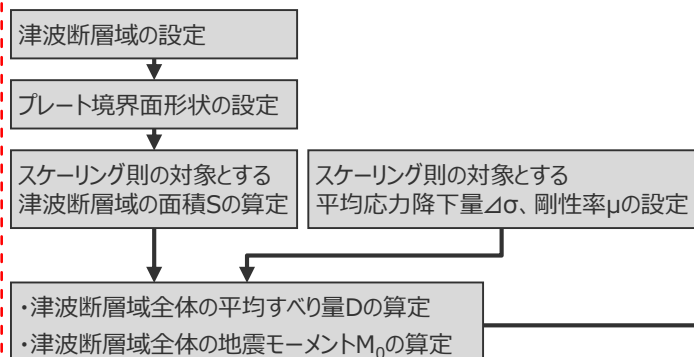 津波断層域の設定
プレート境界面形状の設定
スケーリング則の対象とする
津波断層域の面積Sの算定
スケーリング則の対象とする
平均応力降下量⊿σ、剛性率μの設定
・津波断層域全体の平均すべり量Dの算定
・津波断層域全体の地震モーメントM₀の算定